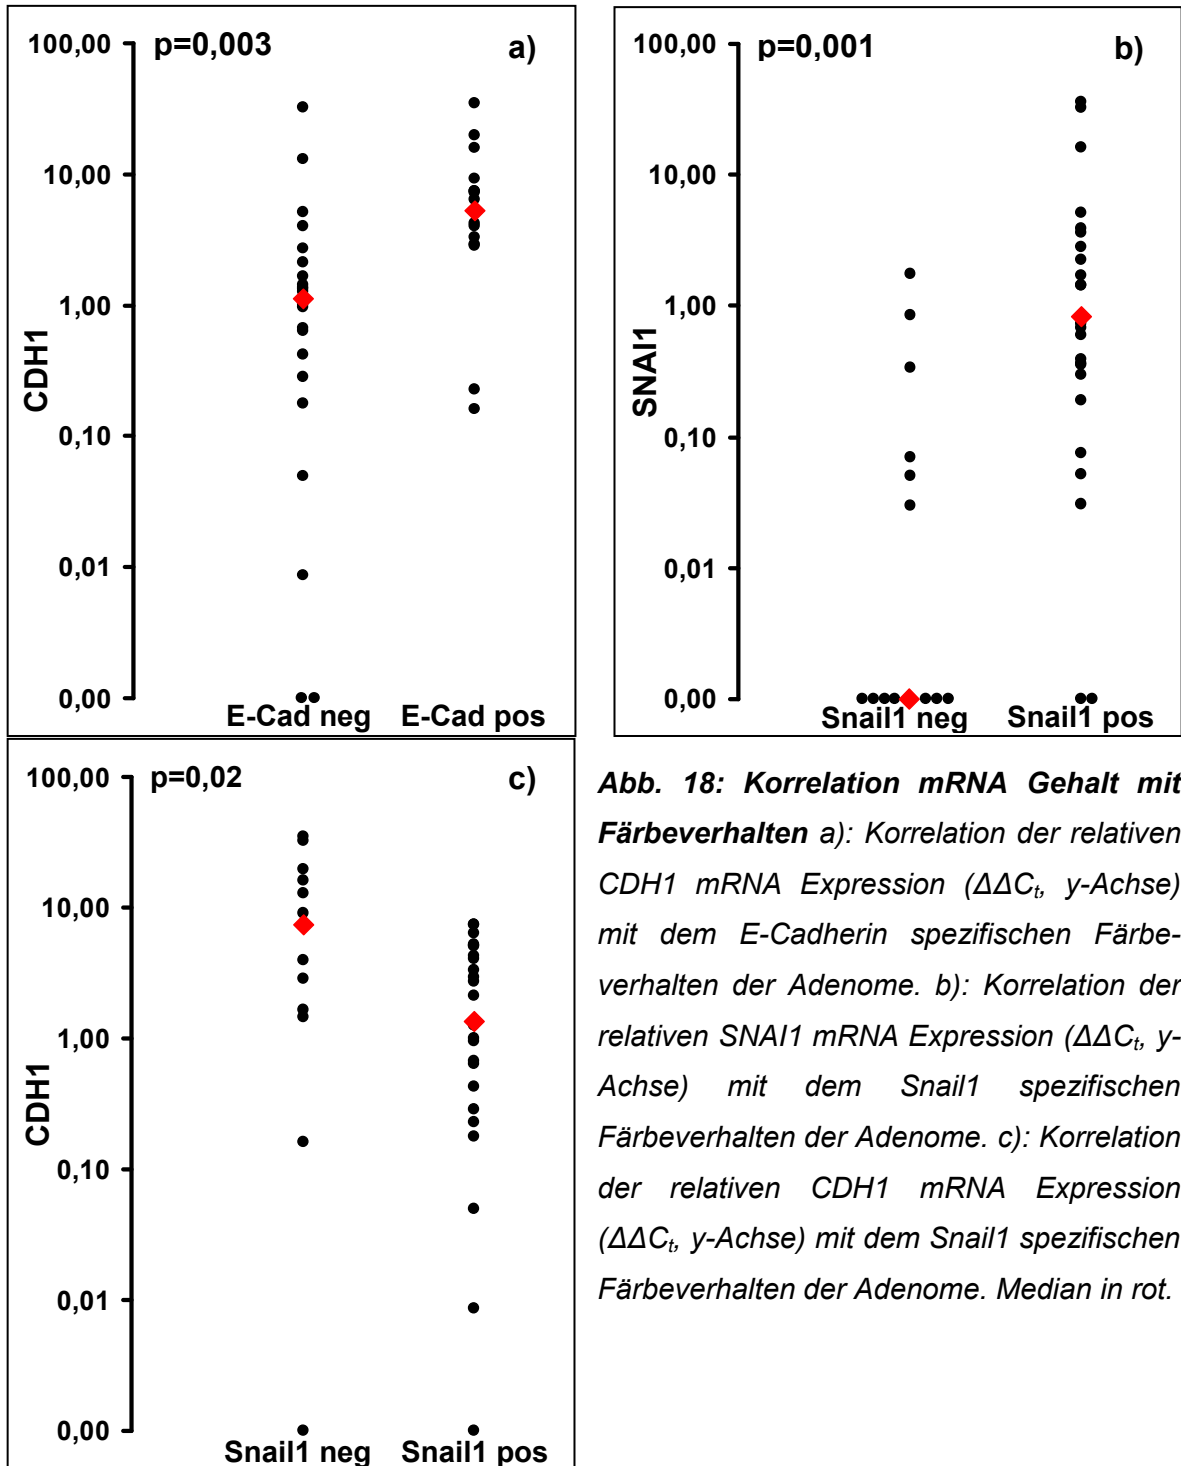 p=0,003
a)
100,00
10,00
1,00
0,10
0,01
0,00
CDH1
E-Cad neg
E-Cad pos
p=0,001
b)
100,00
10,00
1,00
0,10
0,01
0,00
SNAI1
Snail1 neg
Snail1 pos
p=0,02
c)
100,00
10,00
1,00
0,10
0,01
0,00
CDH1
Snail1 neg
Snail1 pos
Abb. 18: Korrelation mRNA Gehalt mit
Färbeverhalten a): Korrelation der relativen
CDH1 mRNA Expression (ΔΔCₜ, y-Achse)
mit dem E-Cadherin spezifischen Färbe-
verhalten der Adenome. b): Korrelation der
relativen SNAI1 mRNA Expression (ΔΔCₜ, y-
Achse) mit dem Snail1 spezifischen
Färbeverhalten der Adenome. c): Korrelation
der relativen CDH1 mRNA Expression
(ΔΔCₜ, y-Achse) mit dem Snail1 spezifischen
Färbeverhalten der Adenome. Median in rot.